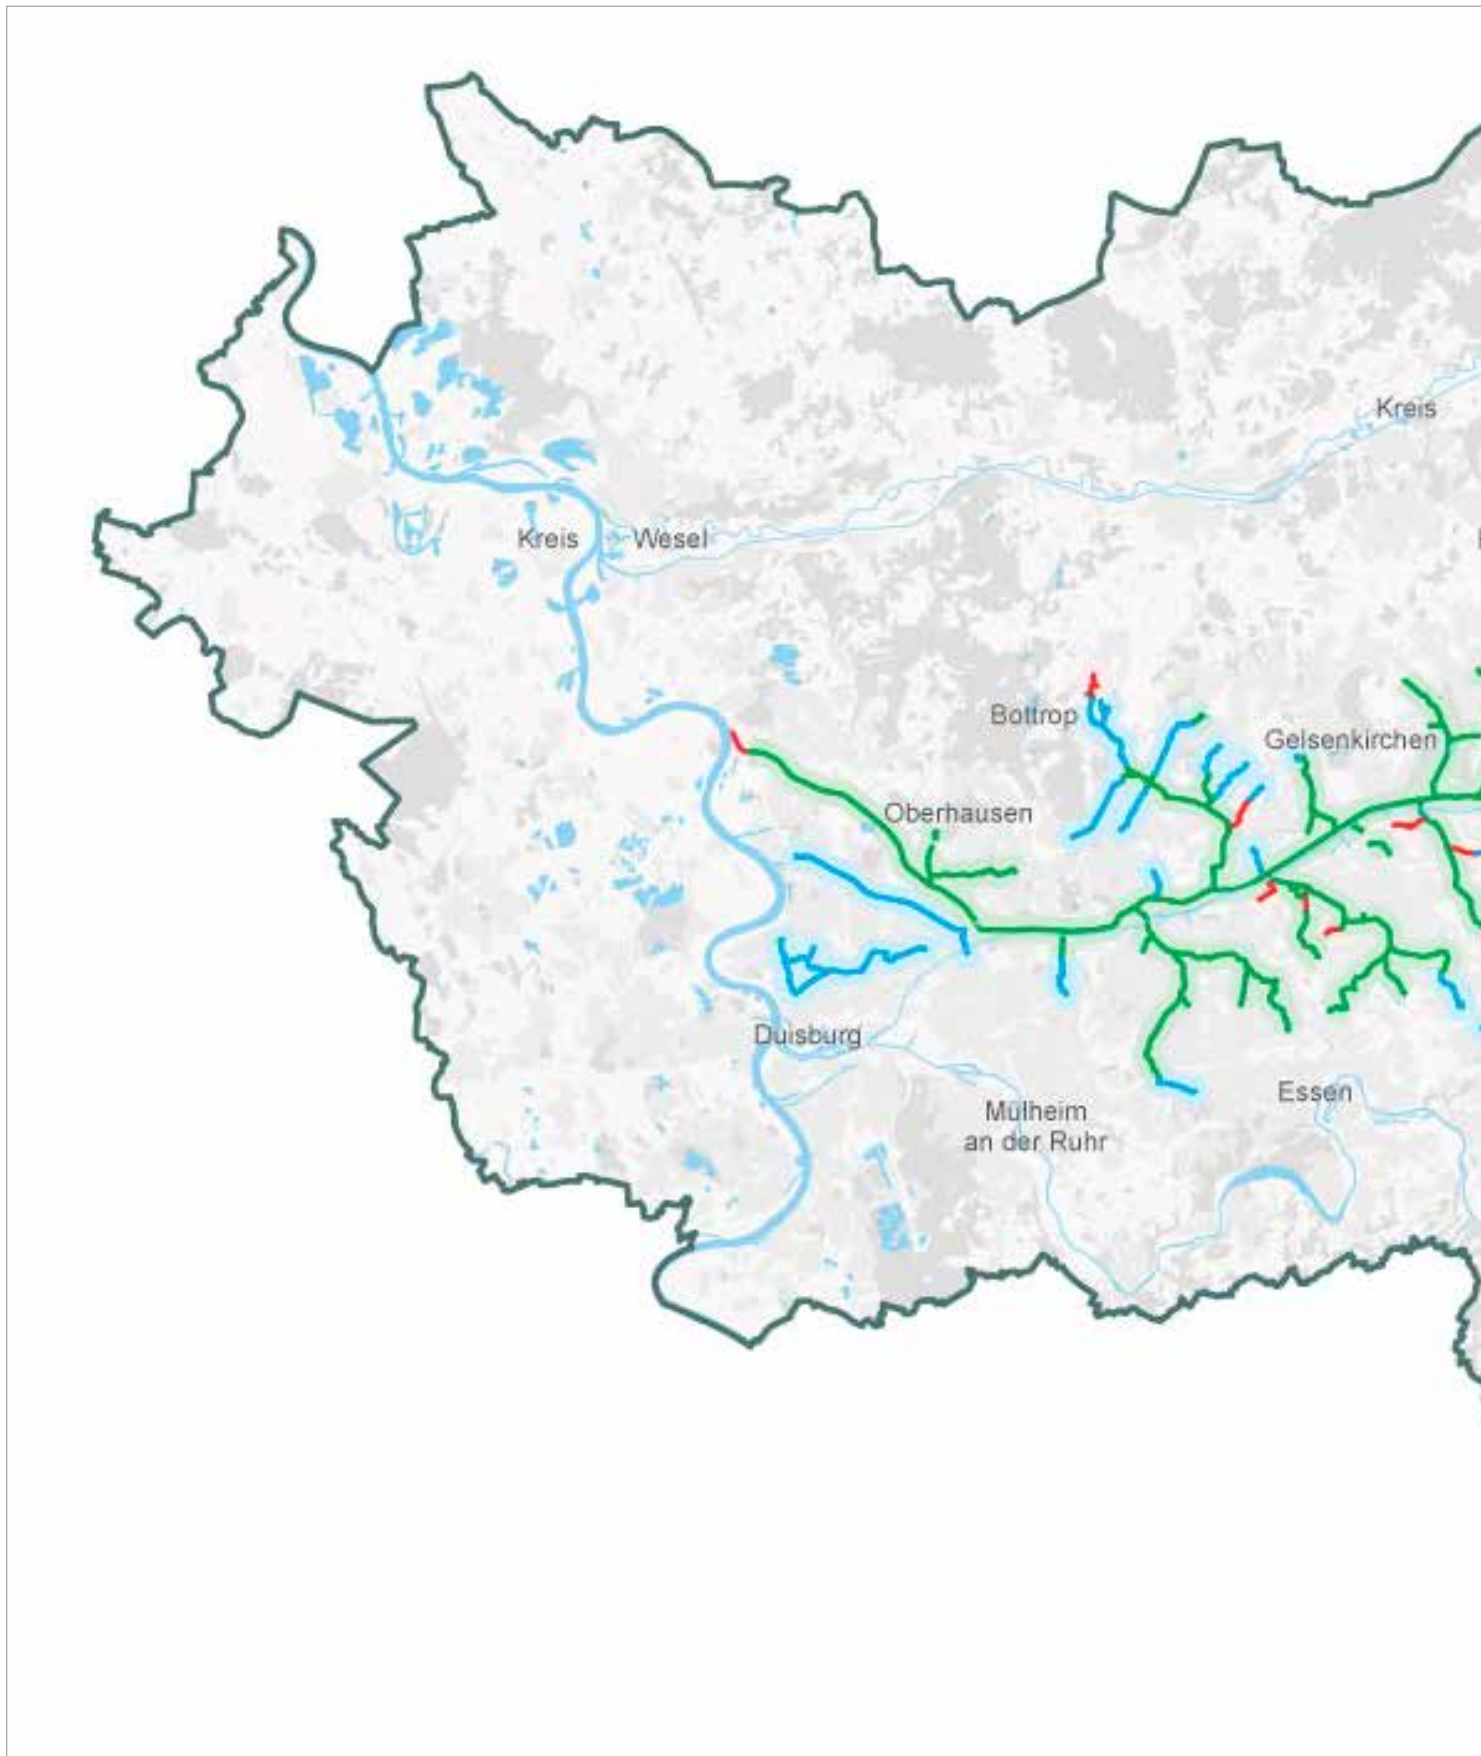 Kreis
Kreis Wesel
Bottrop
Gelsenkirchen
Oberhausen
Duisburg
Essen
Mülheim
an der Ruhr